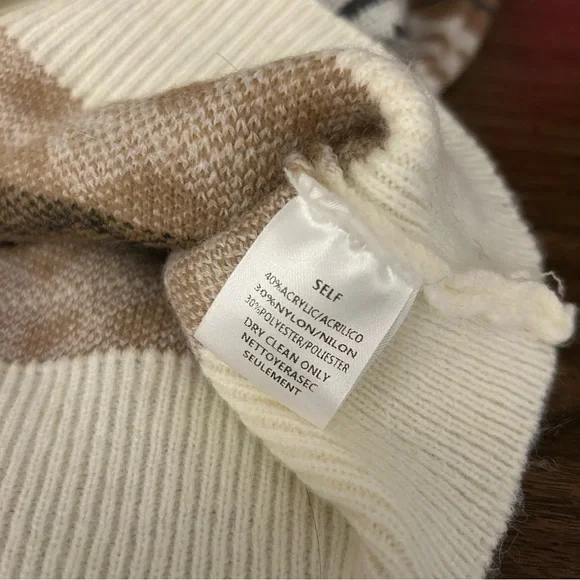 SELF
40%ACRYLIC/ACRILICO
30%NYLON/NILON
30%POLYESTER/POLIESTER
DRY CLEAN ONLY
NETTOYERASEC
SEULEMENT